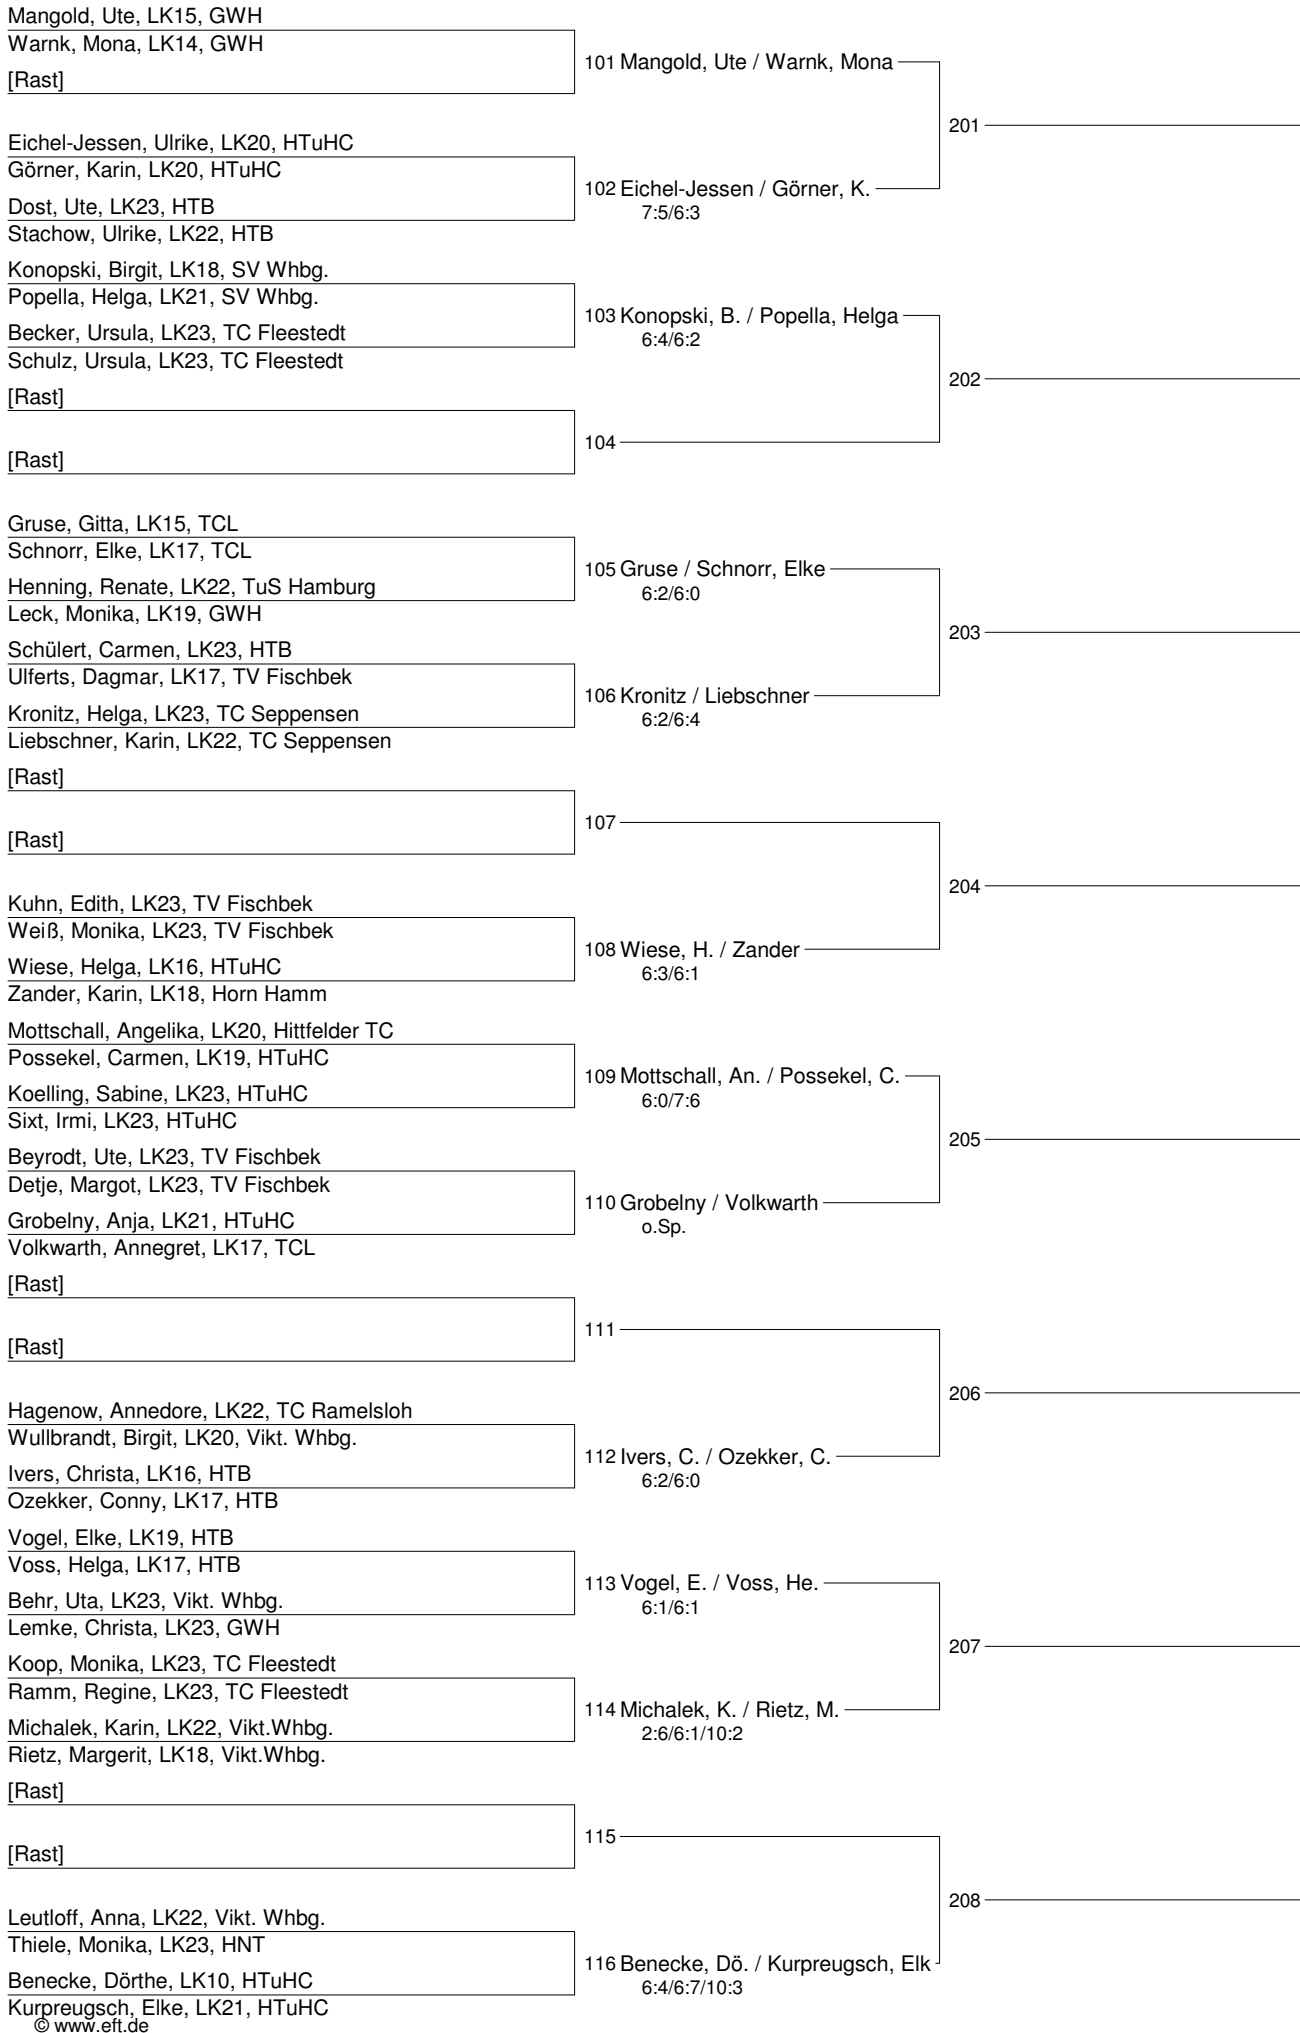 Mangold, Ute, LK15, GWH
Warnk, Mona, LK14, GWH
101 Mangold, Ute / Warnk, Mona
[Rast]
201
Eichel-Jessen, Ulrike, LK20, HTuHC
Görner, Karin, LK20, HTuHC
102 Eichel-Jessen / Görner, K.
7:5/6:3
Dost, Ute, LK23, HTB
Stachow, Ulrike, LK22, HTB
Konopski, Birgit, LK18, SV Whbg.
Popella, Helga, LK21, SV Whbg.
103 Konopski, B. / Popella, Helga
6:4/6:2
Becker, Ursula, LK23, TC Fleestedt
Schulz, Ursula, LK23, TC Fleestedt
202
[Rast]
104
[Rast]
Gruse, Gitta, LK15, TCL
Schnorr, Elke, LK17, TCL
105 Gruse / Schnorr, Elke
6:2/6:0
Henning, Renate, LK22, TuS Hamburg
Leck, Monika, LK19, GWH
203
Schülert, Carmen, LK23, HTB
Ulferts, Dagmar, LK17, TV Fischbek
106 Kronitz / Liebschner
6:2/6:4
Kronitz, Helga, LK23, TC Seppensen
Liebschner, Karin, LK22, TC Seppensen
[Rast]
107
[Rast]
204
Kuhn, Edith, LK23, TV Fischbek
Weiß, Monika, LK23, TV Fischbek
108 Wiese, H. / Zander
6:3/6:1
Wiese, Helga, LK16, HTuHC
Zander, Karin, LK18, Horn Hamm
Mottschall, Angelika, LK20, Hittfelder TC
Possekel, Carmen, LK19, HTuHC
109 Mottschall, An. / Possekel, C.
6:0/7:6
Koelling, Sabine, LK23, HTuHC
Sixt, Irmi, LK23, HTuHC
205
Beyrodt, Ute, LK23, TV Fischbek
Detje, Margot, LK23, TV Fischbek
110 Grobelny / Volkwarth
o.Sp.
Grobelny, Anja, LK21, HTuHC
Volkwarth, Annegret, LK17, TCL
[Rast]
111
[Rast]
206
Hagenow, Annedore, LK22, TC Ramelsloh
Wullbrandt, Birgit, LK20, Vikt. Whbg.
112 Ivers, C. / Ozekker, C.
6:2/6:0
Ivers, Christa, LK16, HTB
Ozekker, Conny, LK17, HTB
Vogel, Elke, LK19, HTB
Voss, Helga, LK17, HTB
113 Vogel, E. / Voss, He.
6:1/6:1
Behr, Uta, LK23, Vikt. Whbg.
Lemke, Christa, LK23, GWH
207
Koop, Monika, LK23, TC Fleestedt
Ramm, Regine, LK23, TC Fleestedt
114 Michalek, K. / Rietz, M.
2:6/6:1/10:2
Michalek, Karin, LK22, Vikt.Whbg.
Rietz, Margerit, LK18, Vikt.Whbg.
[Rast]
115
[Rast]
208
Leutloff, Anna, LK22, Vikt. Whbg.
Thiele, Monika, LK23, HNT
116 Benecke, Dö. / Kurpreugsch, Elk
6:4/6:7/10:3
Benecke, Dörthe, LK10, HTuHC
Kurpreugsch, Elke, LK21, HTuHC
© www.eft.de